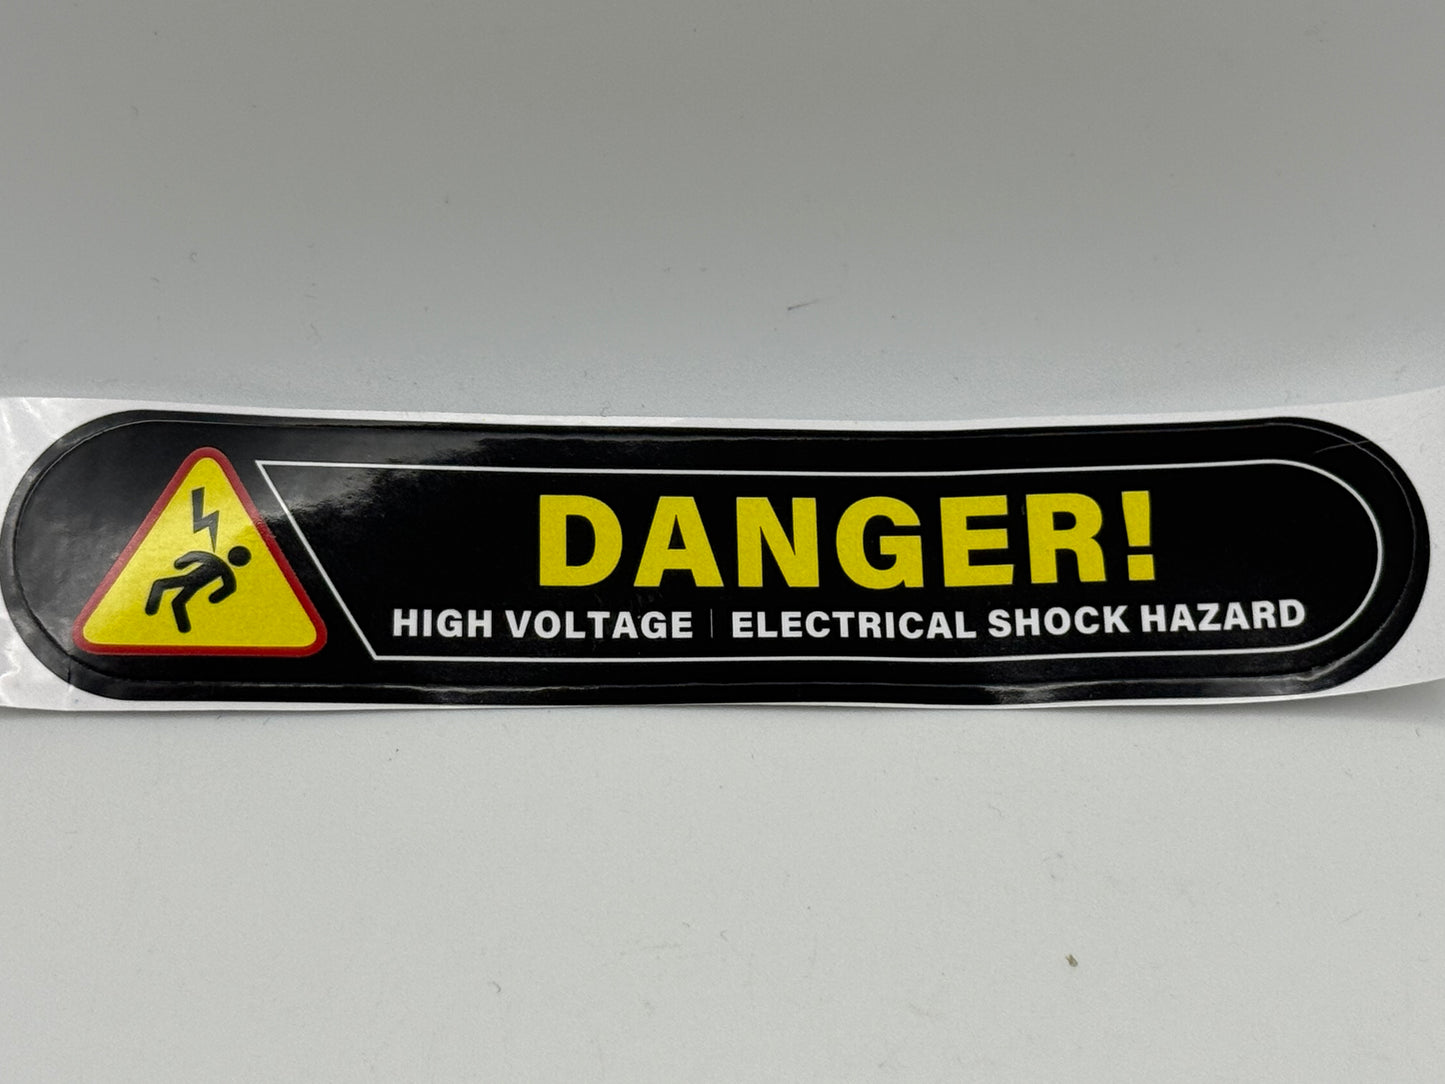 DANGER!
HIGH VOLTAGE | ELECTRICAL SHOCK HAZARD